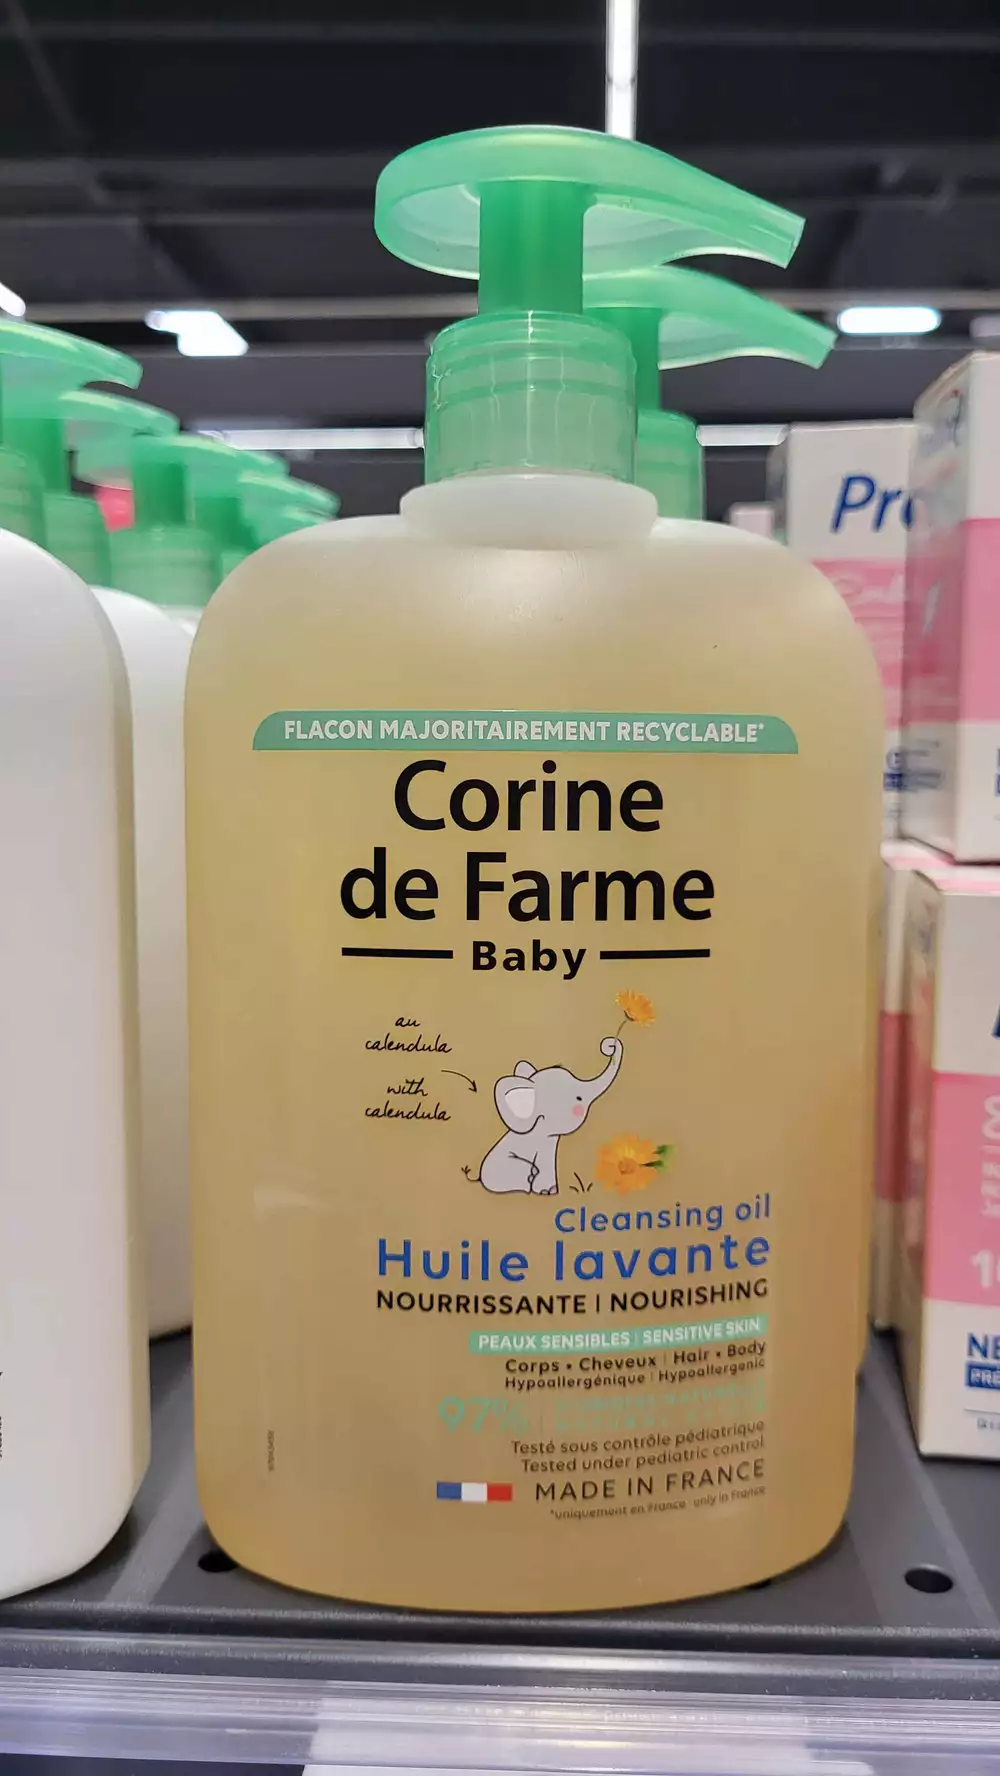 FLACON MAJORITAIREMENT RECYCLABLE*
Corine
de Farme
Baby
au
calendula
with
calendula
Cleansing oil
Huile lavante
NOURRISSANTE | NOURISHING
PEAUX SENSIBLES | SENSITIVE SKIN
Corps • Cheveux | Hair • Body
Hypoallergénique | Hypoallergenic
97%
Testé sous contrôle pédiatrique
Tested under pediatric control
MADE IN FRANCE
*uniquement en France - only in France